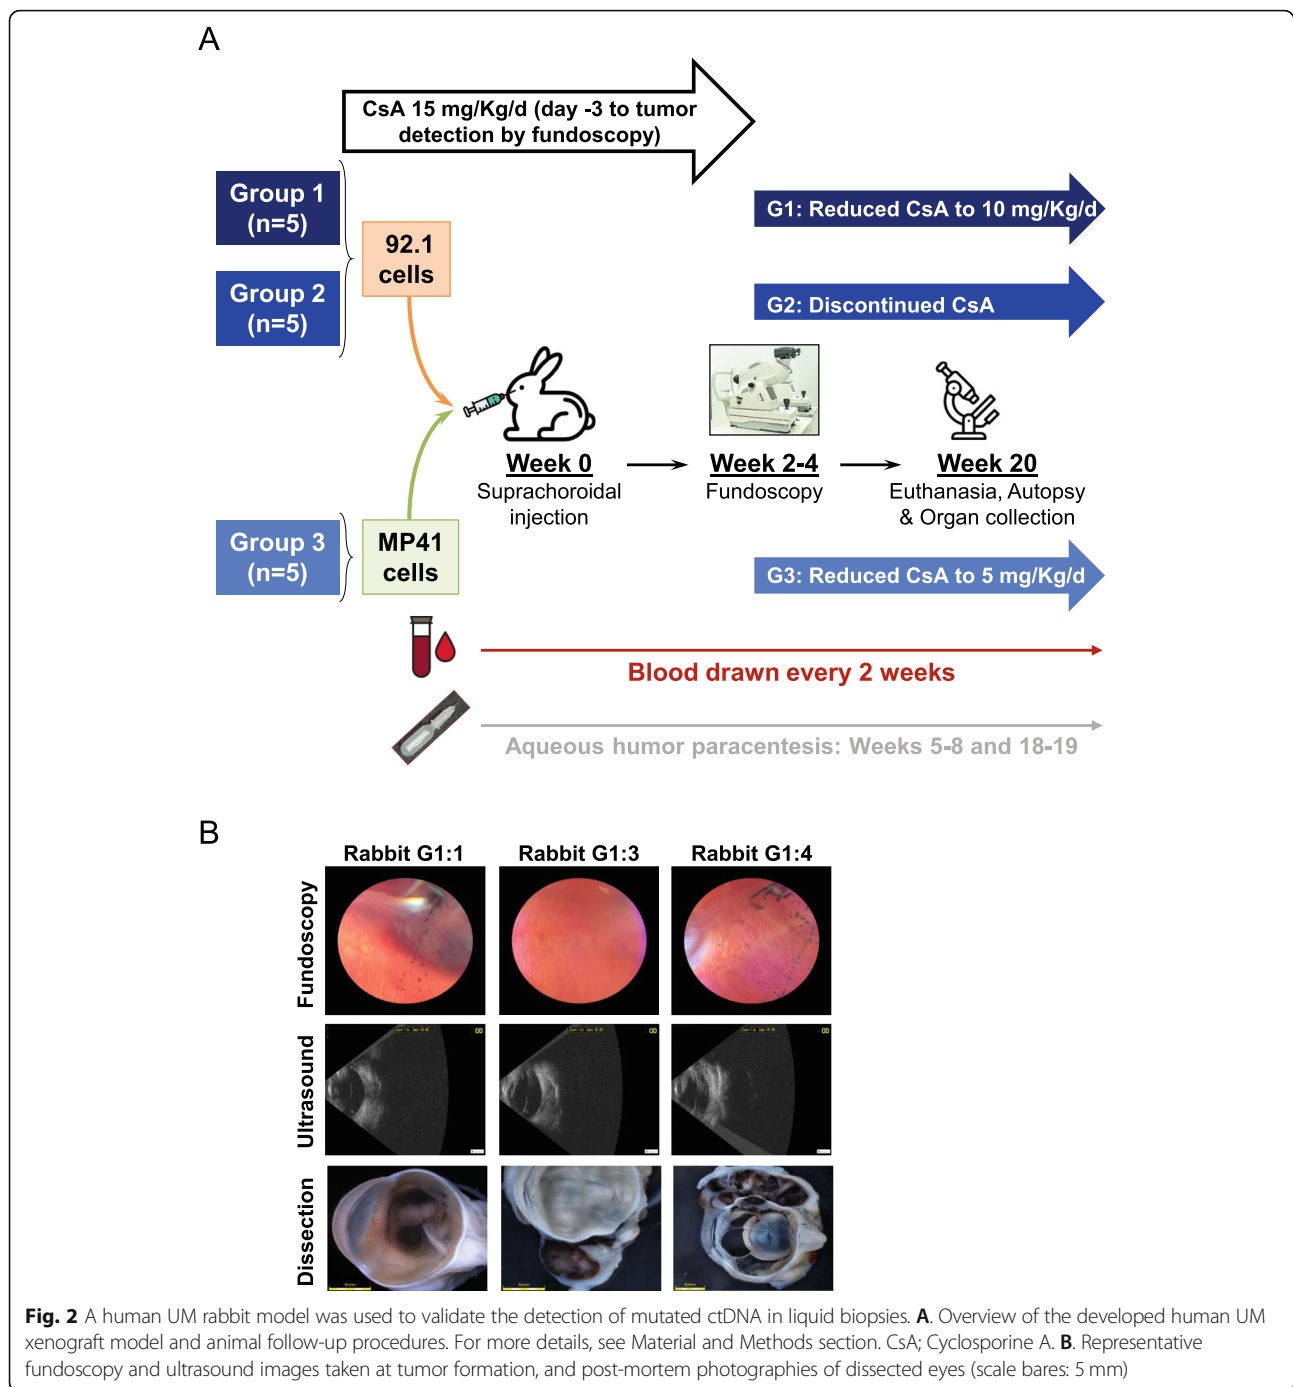 A
CsA 15 mg/Kg/d (day -3 to tumor
detection by fundoscopy)
Group 1
(n=5)
Group 2
(n=5)
92.1
cells
G1: Reduced CsA to 10 mg/Kg/d
G2: Discontinued CsA
Week 0
Suprachoroidal
injection
Week 2-4
Fundoscopy
Week 20
Euthanasia, Autopsy
& Organ collection
Group 3
(n=5)
MP41
cells
G3: Reduced CsA to 5 mg/Kg/d
Blood drawn every 2 weeks
Aqueous humor paracentesis: Weeks 5-8 and 18-19
B
Rabbit G1:1
Rabbit G1:3
Rabbit G1:4
Fundoscopy
Ultrasound
OD
OD
OD
Dissection
Fig. 2 A human UM rabbit model was used to validate the detection of mutated ctDNA in liquid biopsies. A. Overview of the developed human UM
xenograft model and animal follow-up procedures. For more details, see Material and Methods section. CsA; Cyclosporine A. B. Representative
fundoscopy and ultrasound images taken at tumor formation, and post-mortem photographies of dissected eyes (scale bares: 5 mm)